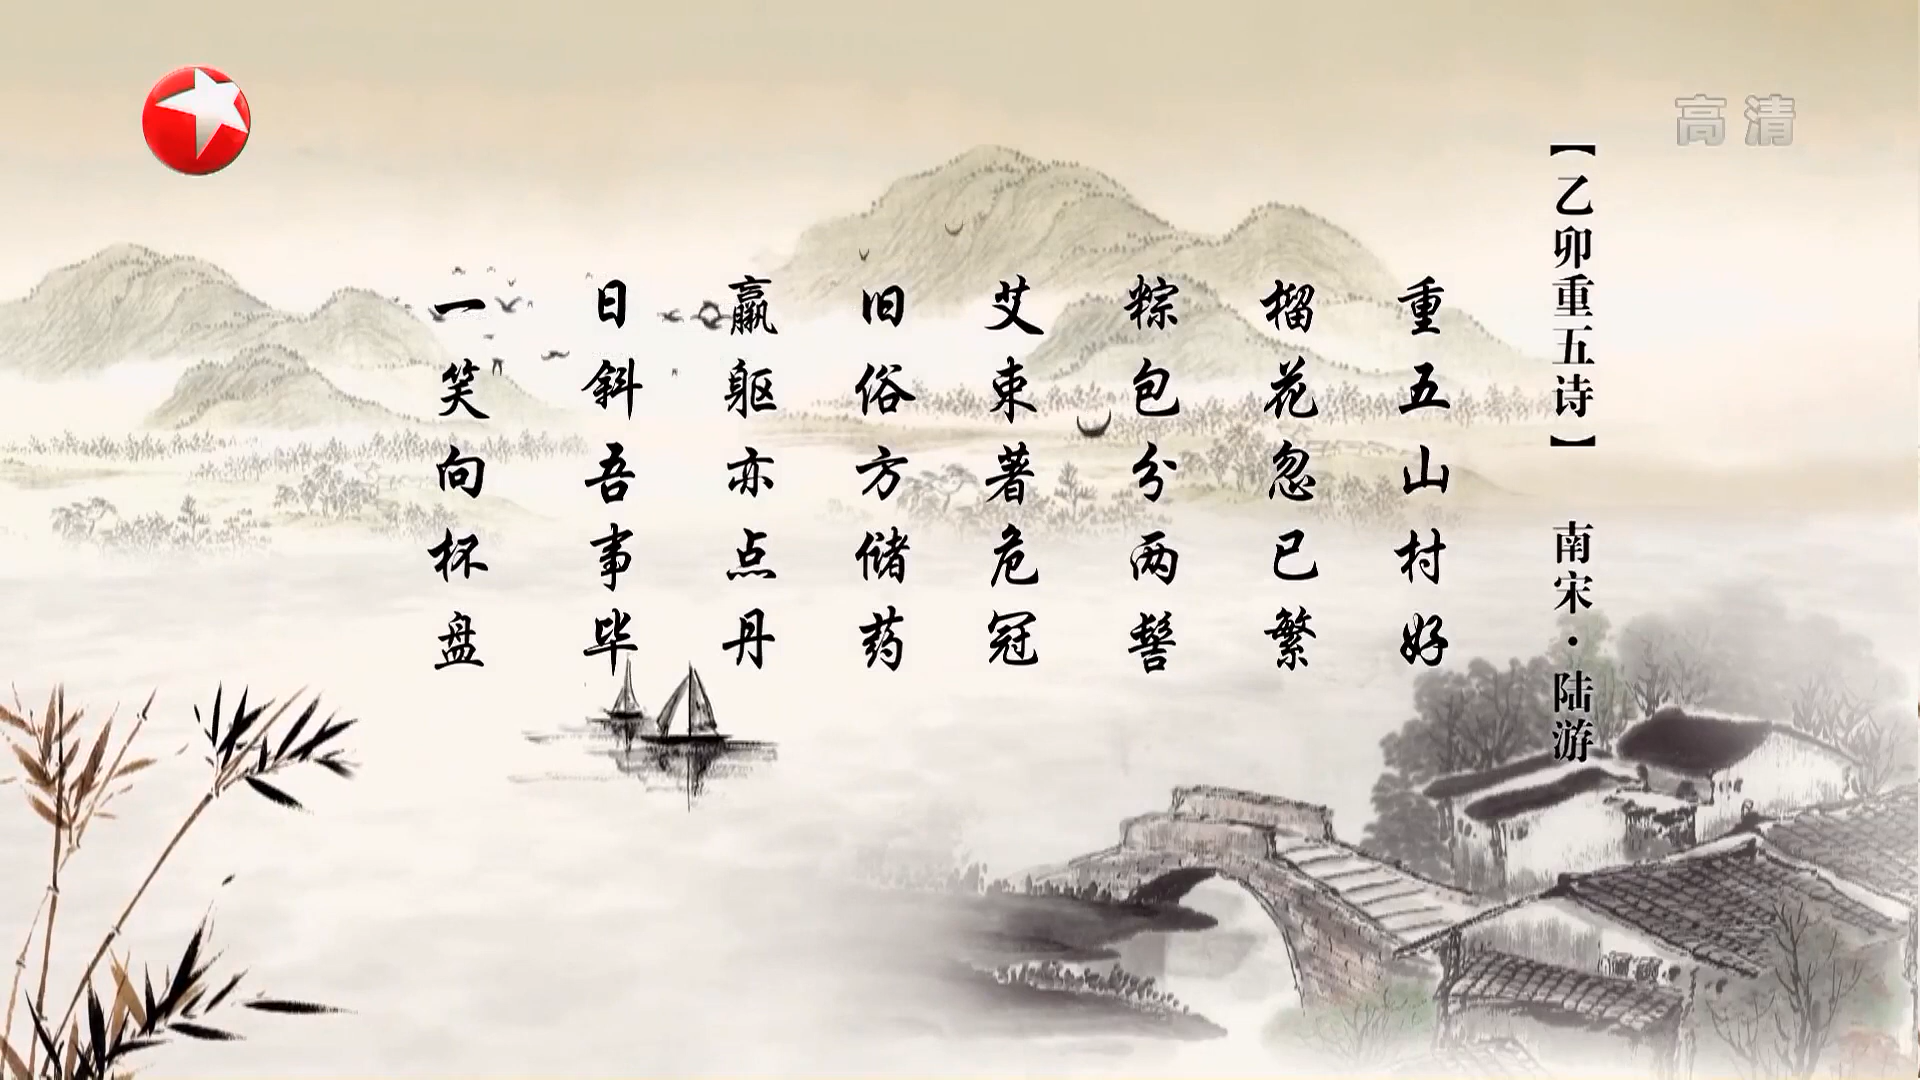 高清
【乙卯重五诗】 南宋·陆游
重五山村好
榴花忽已繁
粽包分两髻
艾束著危冠
旧俗方储药
羸躯亦点丹
日斜吾事毕
一笑向杯盘